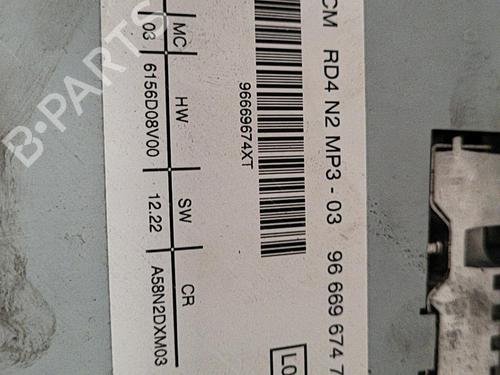 CM RD4 N2 MP3 - 03 96 669 674 7
96669674XT
MC HW SW CR
03 6156D08V00 12.22 A58N2DXM03
B-PARTS